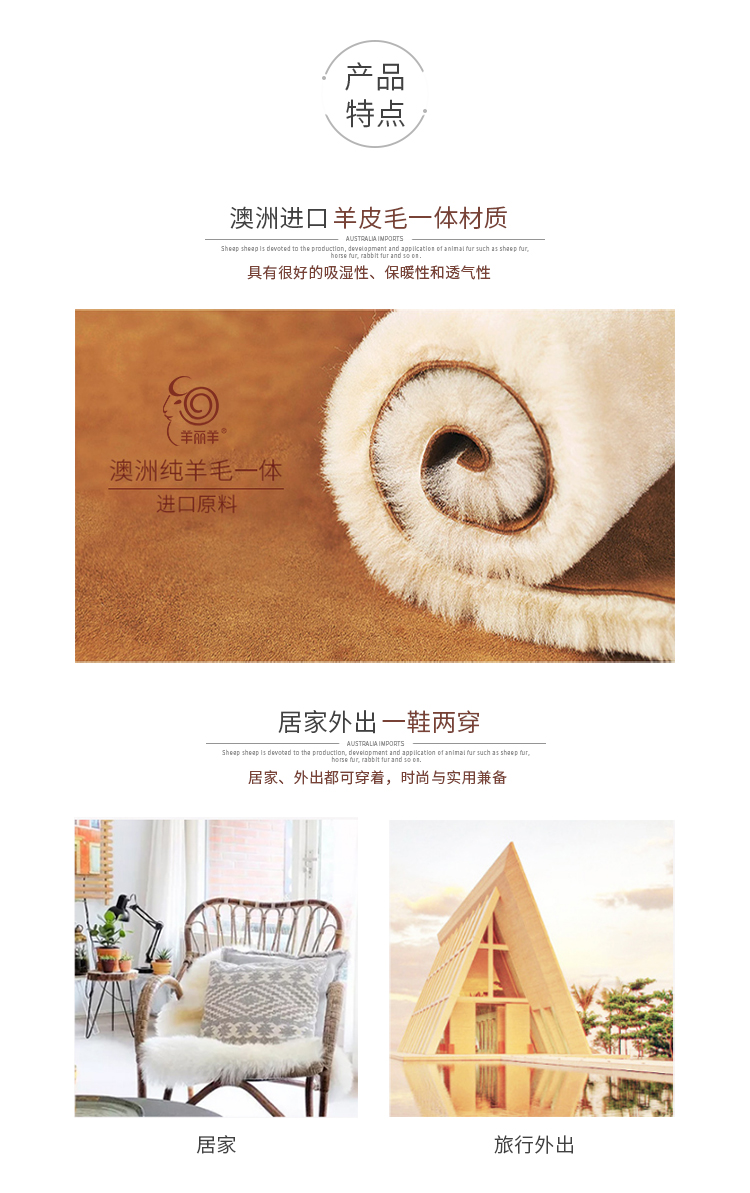 产品
特点
澳洲进口 羊皮毛一体材质
AUSTRALIA IMPORTS
Sheep sheep is devoted to the production, development and application of animal fur such as sheep fur,
horse fur, rabbit fur and so on.
具有很好的吸湿性、保暖性和透气性
羊丽羊®
澳洲纯羊毛一体
进口原料
居家外出 一鞋两穿
AUSTRALIA IMPORTS
Sheep sheep is devoted to the production, development and application of animal fur such as sheep fur,
horse fur, rabbit fur and so on.
居家、外出都可穿着，时尚与实用兼备
居家
旅行外出